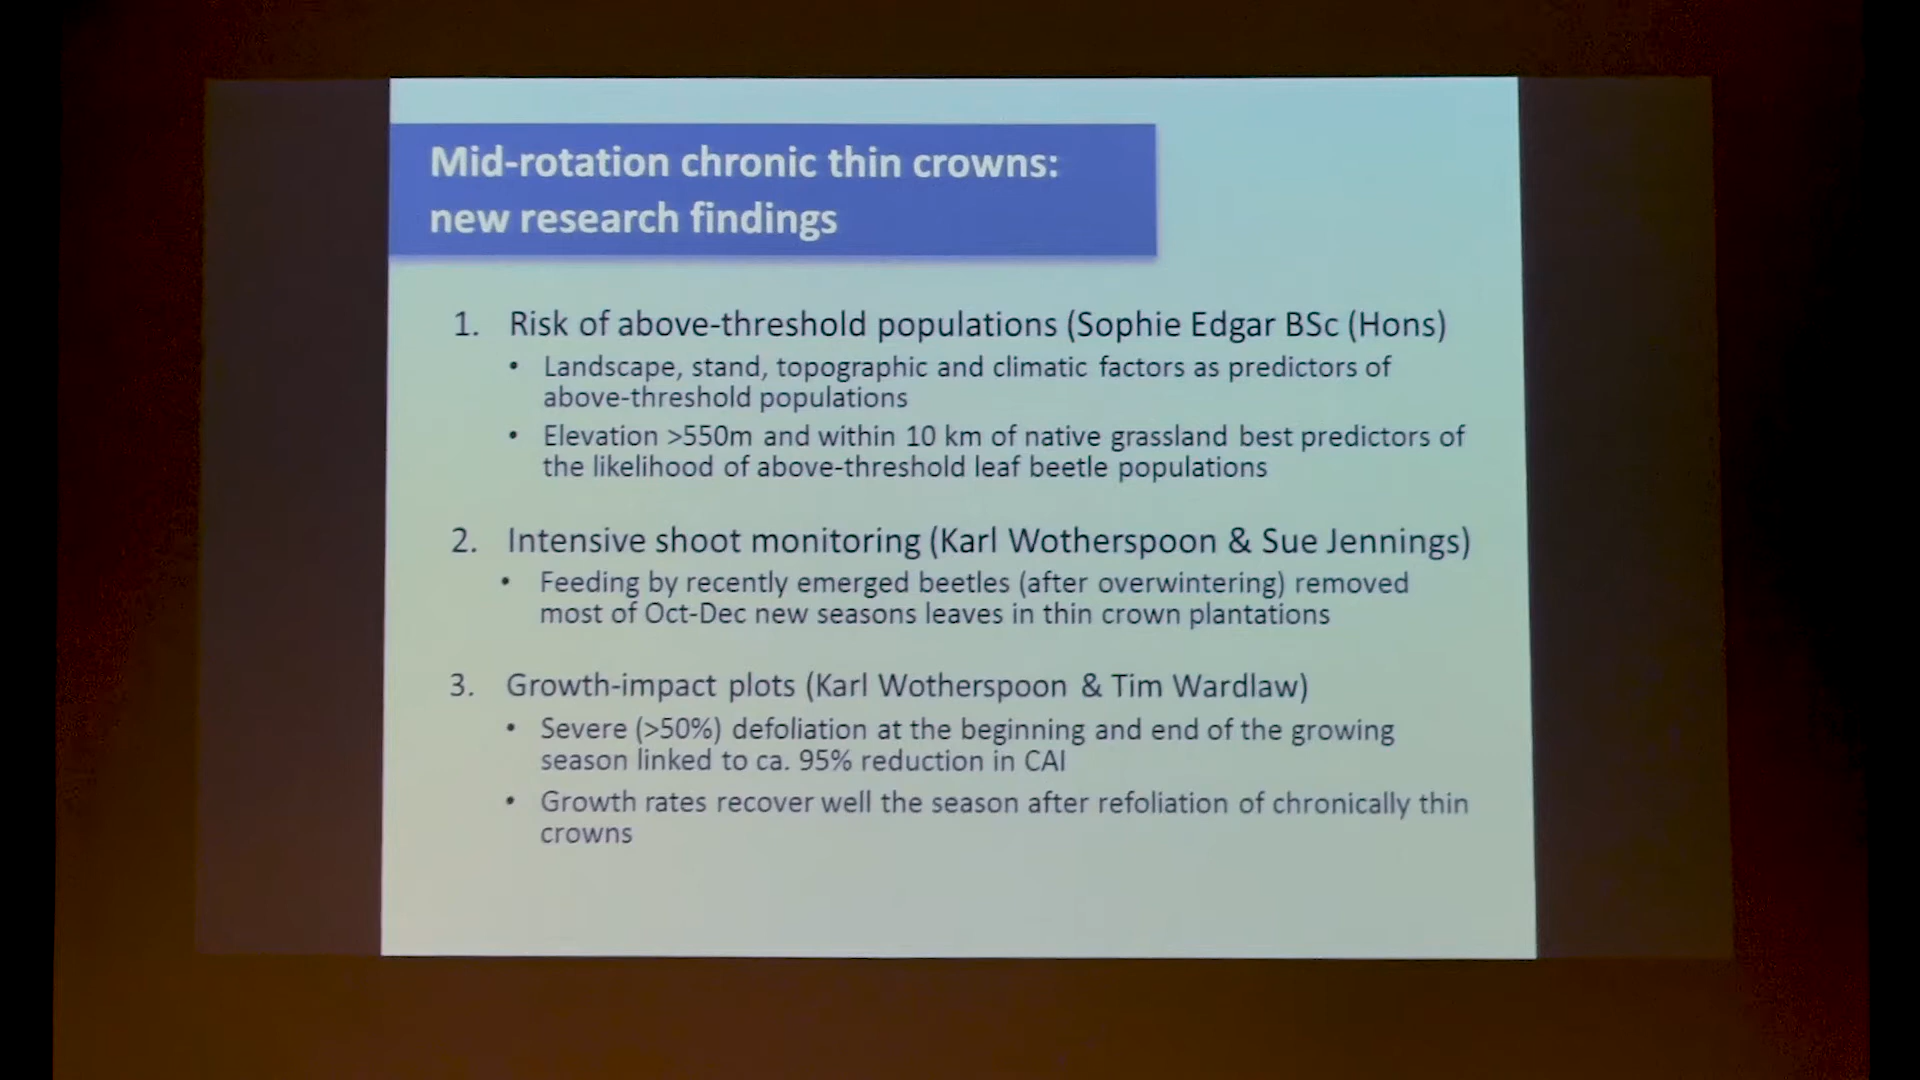 Mid-rotation chronic thin crowns:
new research findings
1. Risk of above-threshold populations (Sophie Edgar BSc (Hons)
• Landscape, stand, topographic and climatic factors as predictors of
above-threshold populations
• Elevation >550m and within 10 km of native grassland best predictors of
the likelihood of above-threshold leaf beetle populations
2. Intensive shoot monitoring (Karl Wotherspoon & Sue Jennings)
• Feeding by recently emerged beetles (after overwintering) removed
most of Oct-Dec new seasons leaves in thin crown plantations
3. Growth-impact plots (Karl Wotherspoon & Tim Wardlaw)
• Severe (>50%) defoliation at the beginning and end of the growing
season linked to ca. 95% reduction in CAI
• Growth rates recover well the season after refoliation of chronically thin
crowns